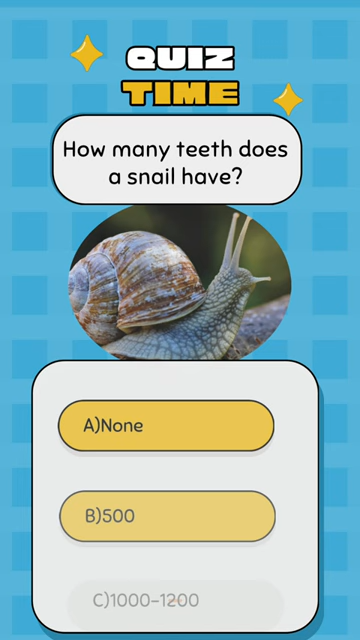 QUIZ
TIME
How many teeth does
a snail have?
A)None
B)500
C)1000-1200